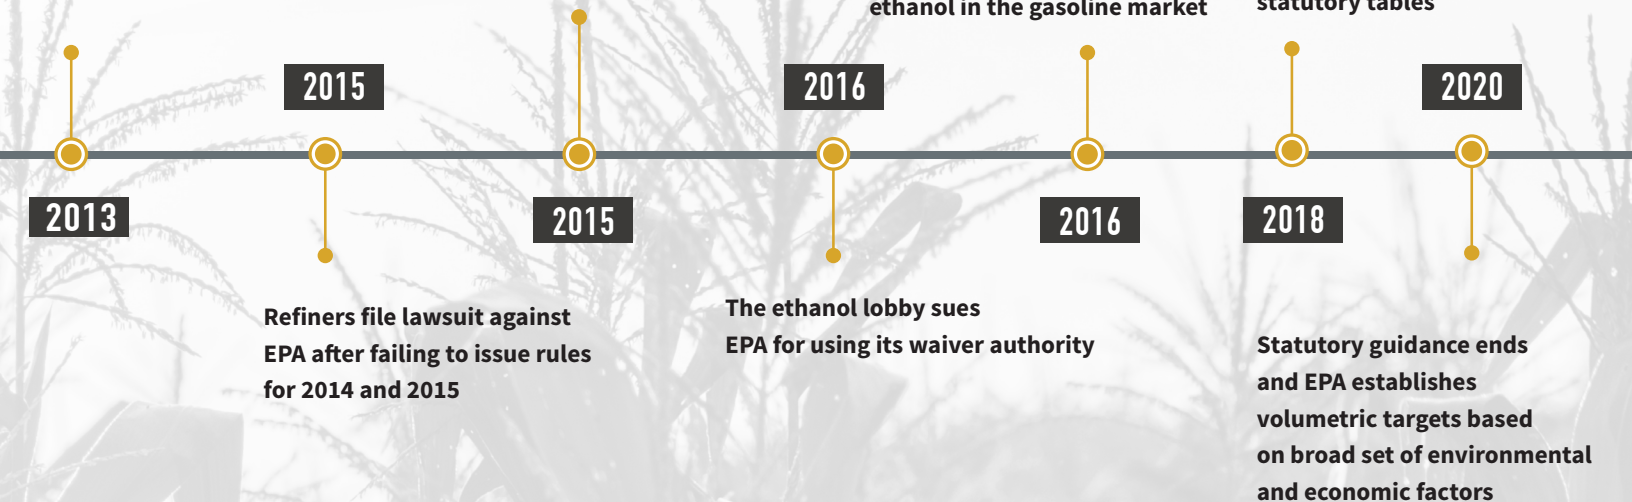 ethanol in the gasoline market
statutory tables
2015
2016
2020
2013
2015
2016
2018
Refiners file lawsuit against
EPA after failing to issue rules
for 2014 and 2015
The ethanol lobby sues
EPA for using its waiver authority
Statutory guidance ends
and EPA establishes
volumetric targets based
on broad set of environmental
and economic factors